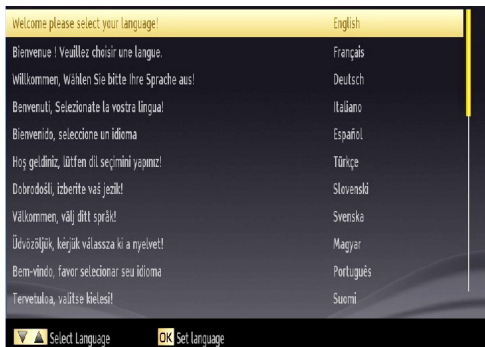 Welcome please select your language! English
Bienvenue ! Veuillez choisir une langue. Français
Willkommen, Wählen Sie bitte Ihre Sprache aus! Deutsch
Benvenuti, Selezionate la vostra lingua! Italiano
Bienvenido, seleccione un idioma Español
Hoş geldiniz, lütfen dil seçimini yapınız! Türkçe
Dobrodošli, izberite vaš jezik! Slovenski
Välkommen, välj ditt språk! Svenska
Üdvözöljük, kérjük válassza ki a nyelvet! Magyar
Bem-vindo, favor selecionar seu idioma Português
Tervetuloa, valitse kielesi! Suomi
Select Language OK Set language